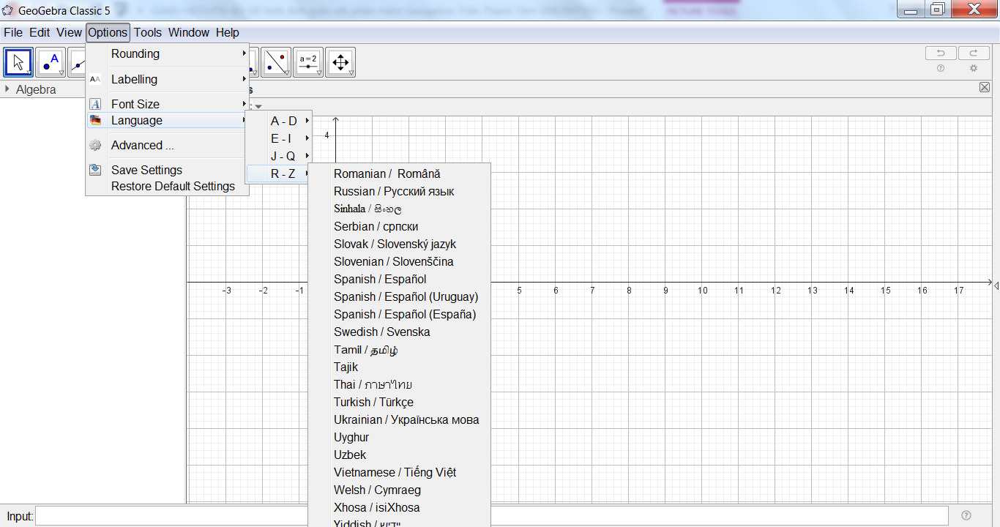 GeoGebra Classic 5
File Edit View Options Tools Window Help
a=2
Algebra
Rounding
Labelling
Font Size
Language
Advanced ...
Save Settings
Restore Default Settings
A - D
E - I
J - Q
R - Z
Romanian / Română
Russian / Русский язык
Sinhala / සිංහල
Serbian / српски
Slovak / Slovenský jazyk
Slovenian / Slovenščina
Spanish / Español
Spanish / Español (Uruguay)
Spanish / Español (España)
Swedish / Svenska
Tamil / தமிழ்
Tajik
Thai / ภาษาไทย
Turkish / Türkçe
Ukrainian / Українська мова
Uyghur
Uzbek
Vietnamese / Tiếng Việt
Welsh / Cymraeg
Xhosa / isiXhosa
Yiddish / ייִדיש
4
-3 -2 -1 5 6 7 8 9 10 11 12 13 14 15 16 17
Input: